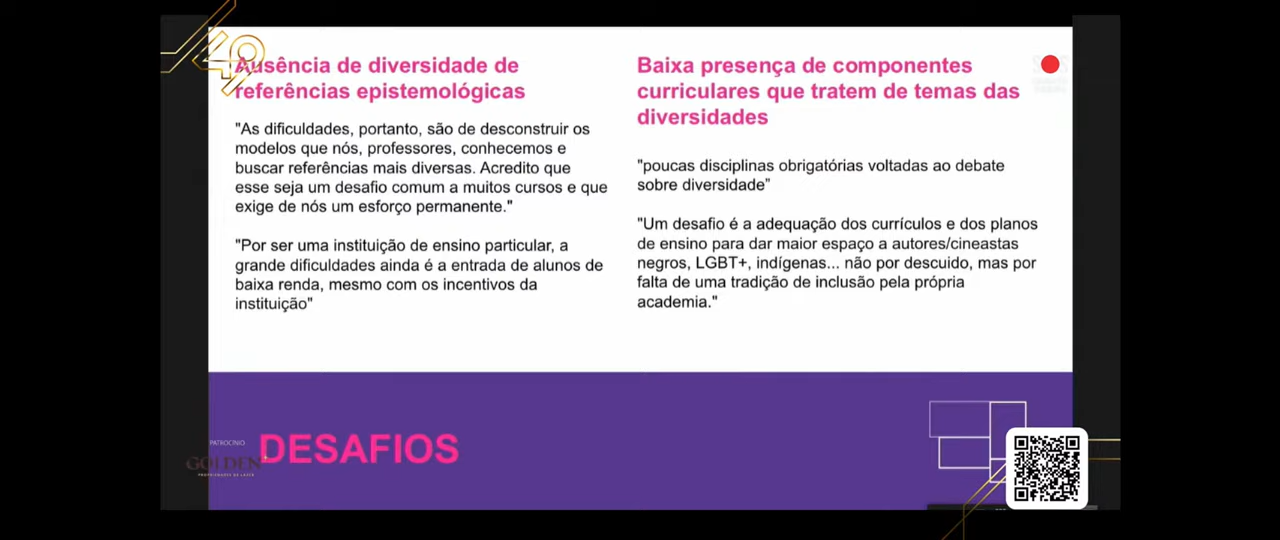 49
Ausência de diversidade de
referências epistemológicas
"As dificuldades, portanto, são de desconstruir os
modelos que nós, professores, conhecemos e
buscar referências mais diversas. Acredito que
esse seja um desafio comum a muitos cursos e que
exige de nós um esforço permanente."
"Por ser uma instituição de ensino particular, a
grande dificuldades ainda é a entrada de alunos de
baixa renda, mesmo com os incentivos da
instituição"
Baixa presença de componentes
curriculares que tratem de temas das
diversidades
"poucas disciplinas obrigatórias voltadas ao debate
sobre diversidade"
"Um desafio é a adequação dos currículos e dos planos
de ensino para dar maior espaço a autores/cineastas
negros, LGBT+, indígenas... não por descuido, mas por
falta de uma tradição de inclusão pela própria
academia."
DESAFIOS
PATROCÍNIO
GOLDEN